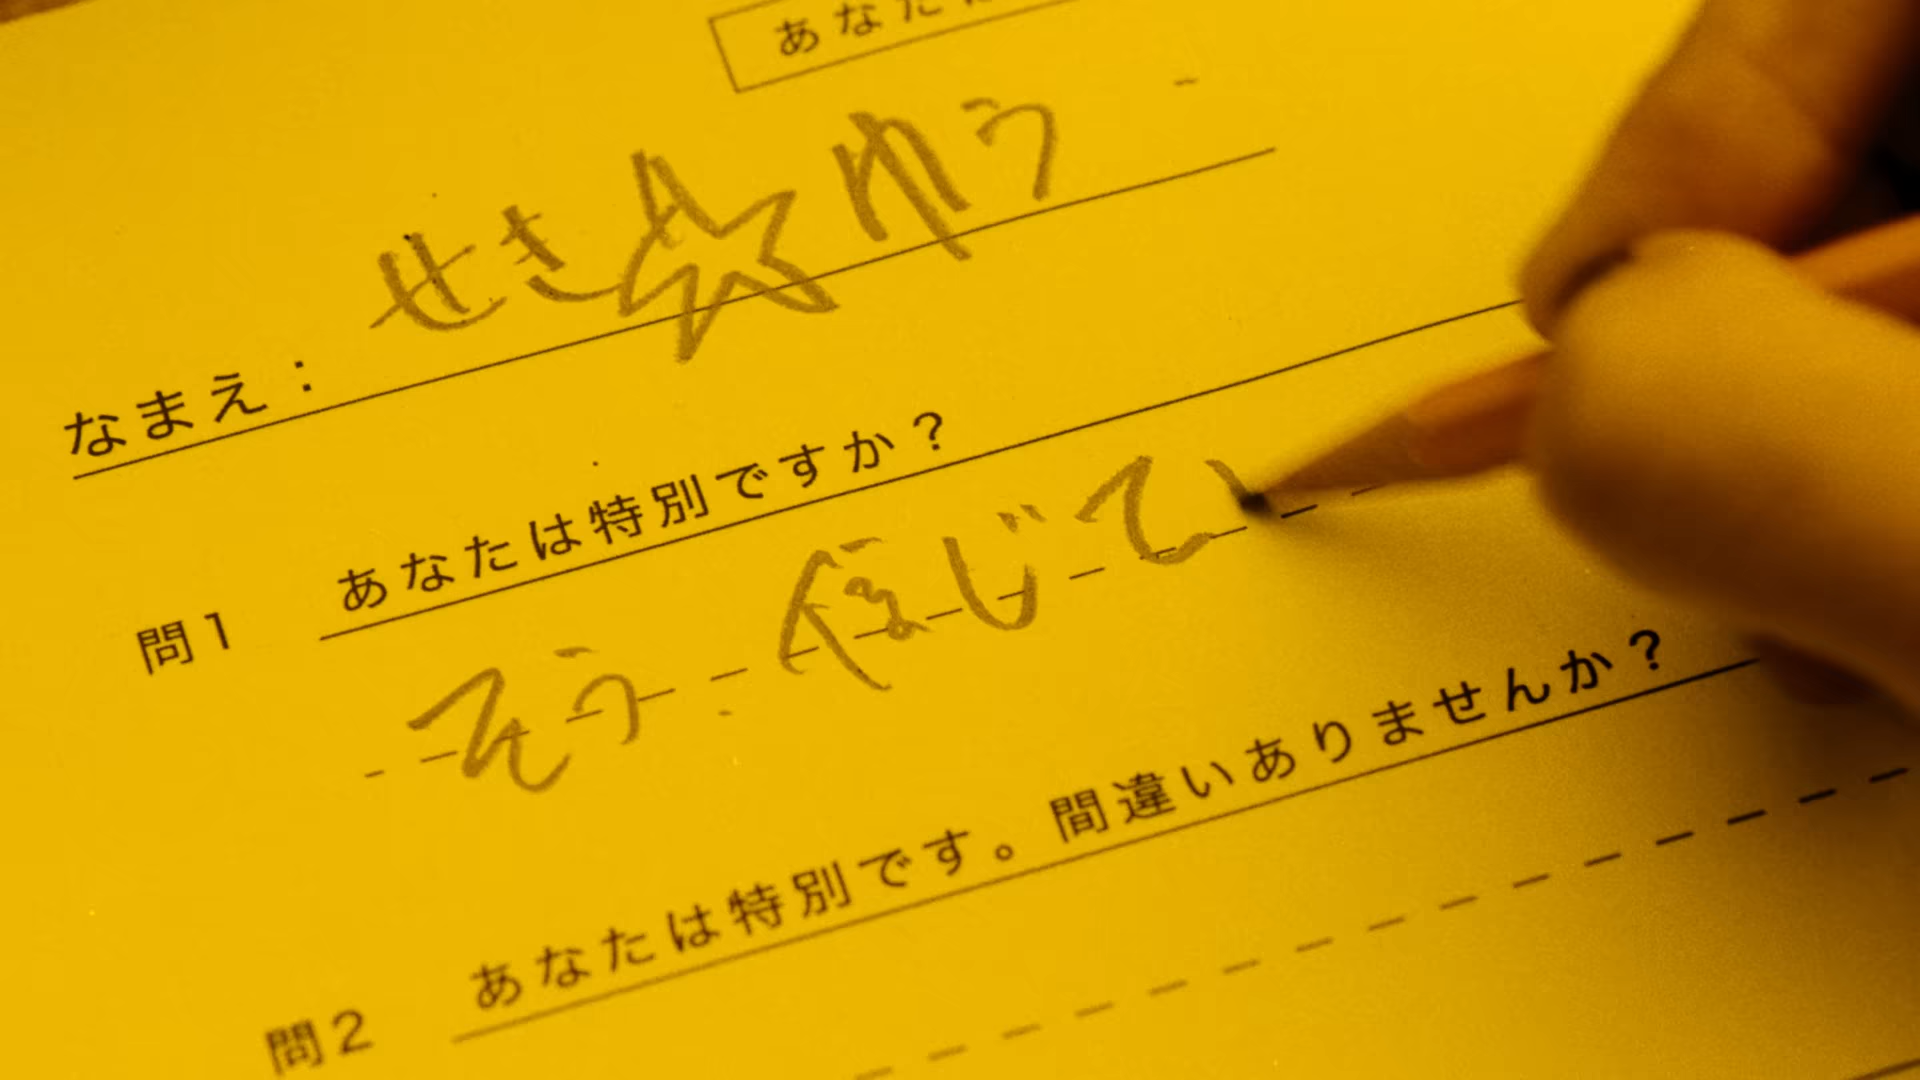 あなた
なまえ： せき☆ゆう
問1 あなたは特別ですか？
そう、信じてい
問2 あなたは特別です。間違いありませんか？